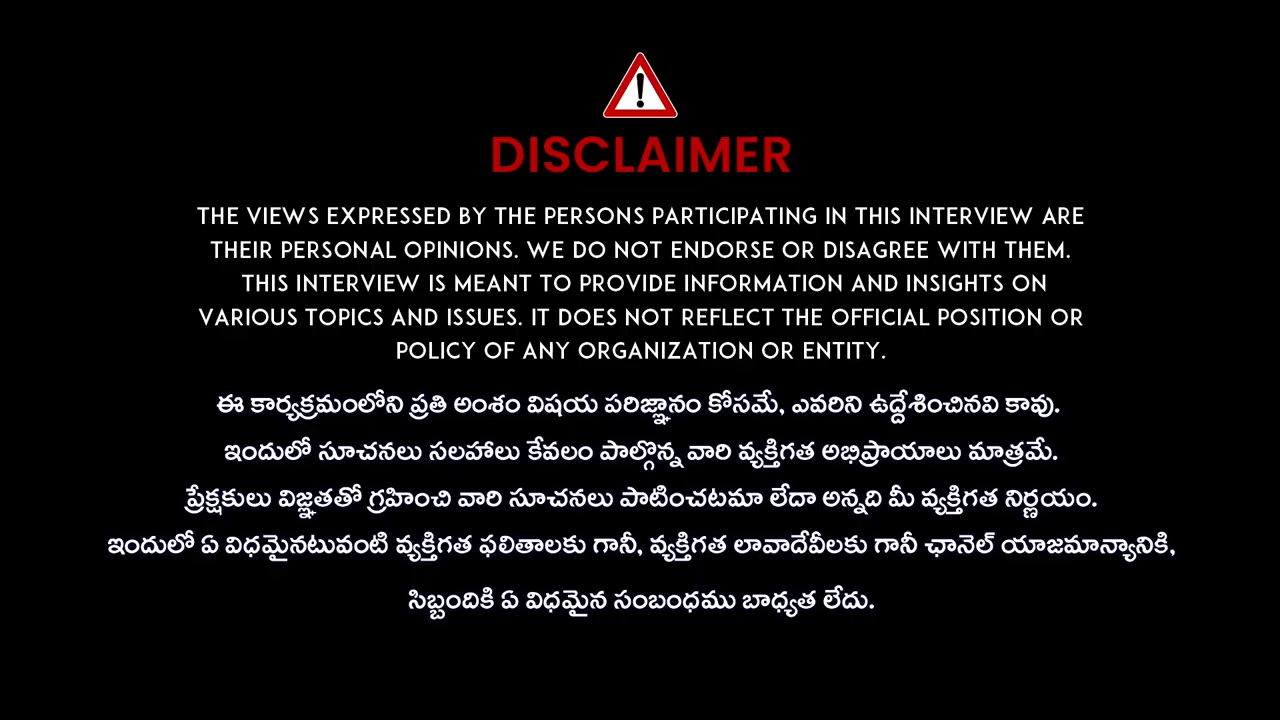 DISCLAIMER
THE VIEWS EXPRESSED BY THE PERSONS PARTICIPATING IN THIS INTERVIEW ARE
THEIR PERSONAL OPINIONS. WE DO NOT ENDORSE OR DISAGREE WITH THEM.
THIS INTERVIEW IS MEANT TO PROVIDE INFORMATION AND INSIGHTS ON
VARIOUS TOPICS AND ISSUES. IT DOES NOT REFLECT THE OFFICIAL POSITION OR
POLICY OF ANY ORGANIZATION OR ENTITY.
ఈ కార్యక్రమంలోని ప్రతి అంశం విషయ పరిజ్ఞానం కోసమే, ఎవరిని ఉద్దేశించినవి కావు.
ఇందులో సూచనలు సలహాలు కేవలం పాల్గొన్న వారి వ్యక్తిగత అభిప్రాయాలు మాత్రమే.
ప్రేక్షకులు విజ్ఞతతో గ్రహించి వారి సూచనలు పాటించటమా లేదా అన్నది మీ వ్యక్తిగత నిర్ణయం.
ఇందులో ఏ విధమైనటువంటి వ్యక్తిగత ఫలితాలకు గానీ, వ్యక్తిగత లావాదేవీలకు గానీ ఛానెల్ యాజమాన్యానికి,
సిబ్బందికి ఏ విధమైన సంబంధము బాధ్యత లేదు.